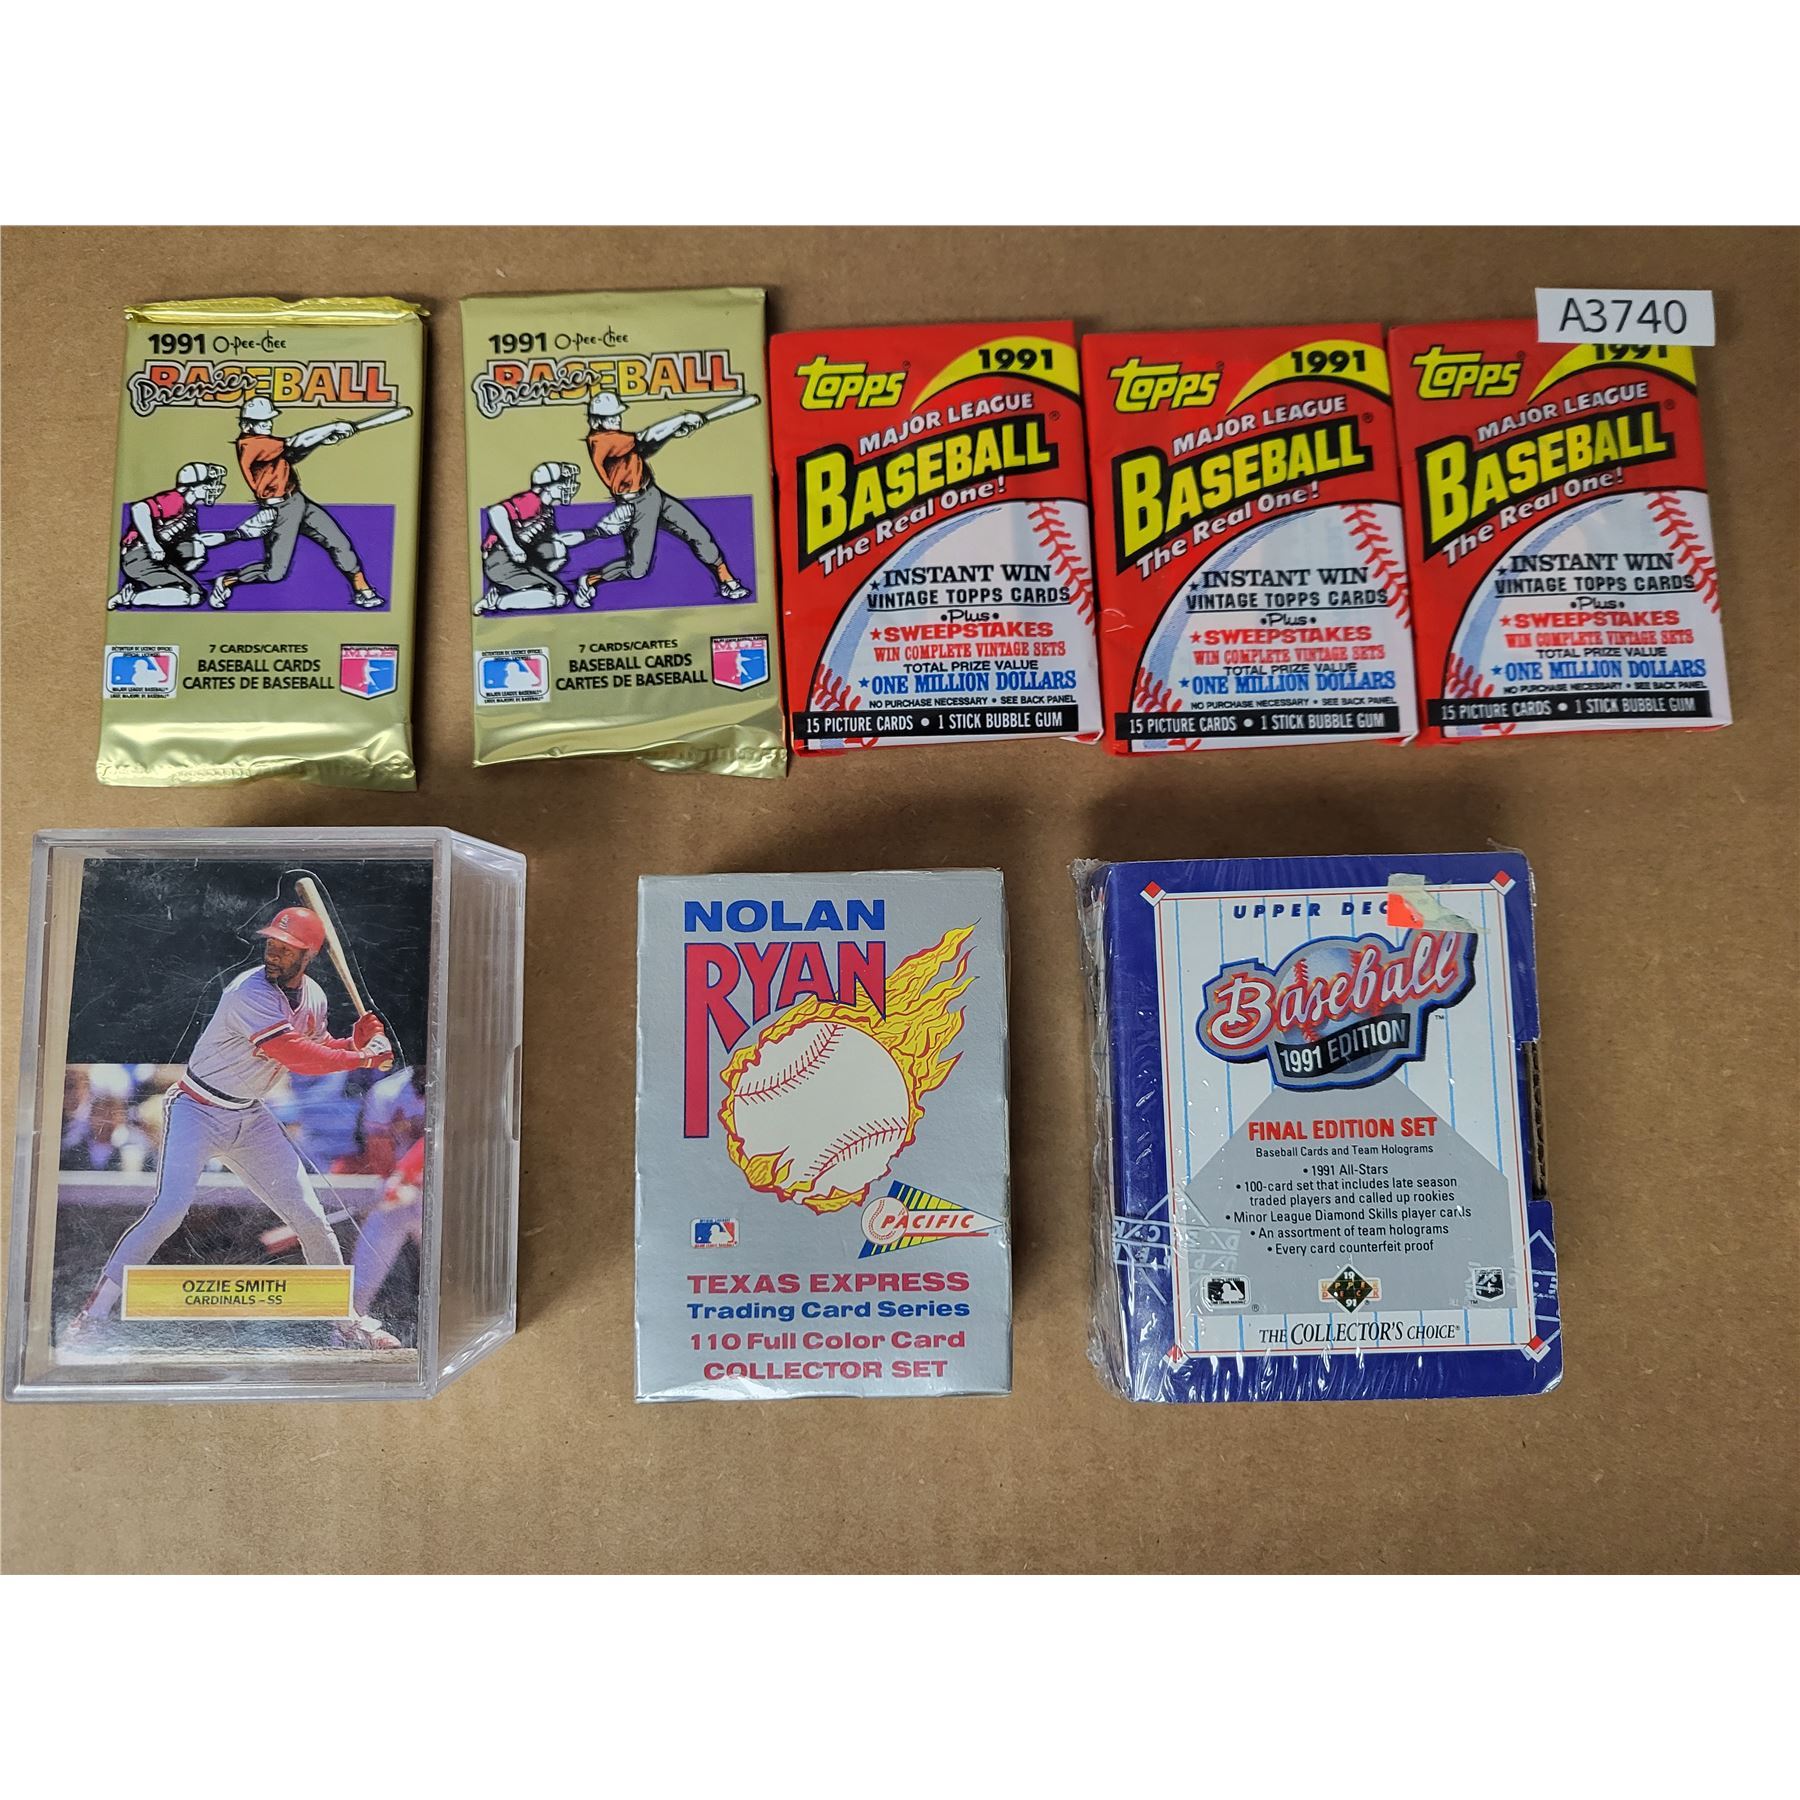 1991 O-Pee-Chee
Premier BASEBALL
7 CARDS/CARTES
BASEBALL CARDS
CARTES DE BASEBALL
MAJOR LEAGUE BASEBALL
MLB
1991 O-Pee-Chee
Premier BASEBALL
7 CARDS/CARTES
BASEBALL CARDS
CARTES DE BASEBALL
MLB
TOPPS 1991
MAJOR LEAGUE
BASEBALL®
The Real One!
★INSTANT WIN
VINTAGE TOPPS CARDS
•Plus•
★SWEEPSTAKES
WIN COMPLETE VINTAGE SETS
TOTAL PRIZE VALUE
★ONE MILLION DOLLARS
NO PURCHASE NECESSARY • SEE BACK PANEL
15 PICTURE CARDS • 1 STICK BUBBLE GUM
TOPPS 1991
MAJOR LEAGUE
BASEBALL®
The Real One!
★INSTANT WIN
VINTAGE TOPPS CARDS
•Plus•
★SWEEPSTAKES
WIN COMPLETE VINTAGE SETS
TOTAL PRIZE VALUE
★ONE MILLION DOLLARS
NO PURCHASE NECESSARY • SEE BACK PANEL
15 PICTURE CARDS • 1 STICK BUBBLE GUM
A3740
TOPPS 1991
MAJOR LEAGUE
BASEBALL®
The Real One!
★INSTANT WIN
VINTAGE TOPPS CARDS
•Plus•
★SWEEPSTAKES
WIN COMPLETE VINTAGE SETS
TOTAL PRIZE VALUE
★ONE MILLION DOLLARS
NO PURCHASE NECESSARY • SEE BACK PANEL
15 PICTURE CARDS • 1 STICK BUBBLE GUM
OZZIE SMITH
CARDINALS – SS
NOLAN
RYAN
PACIFIC
TEXAS EXPRESS
Trading Card Series
110 Full Color Card
COLLECTOR SET
UPPER DEC
Baseball
1991 EDITION™
FINAL EDITION SET
Baseball Cards and Team Holograms
• 1991 All-Stars
• 100-card set that includes late season
traded players and called up rookies
• Minor League Diamond Skills player cards
• An assortment of team holograms
• Every card counterfeit proof
19
UPPER DECK
91
THE COLLECTOR'S CHOICE®